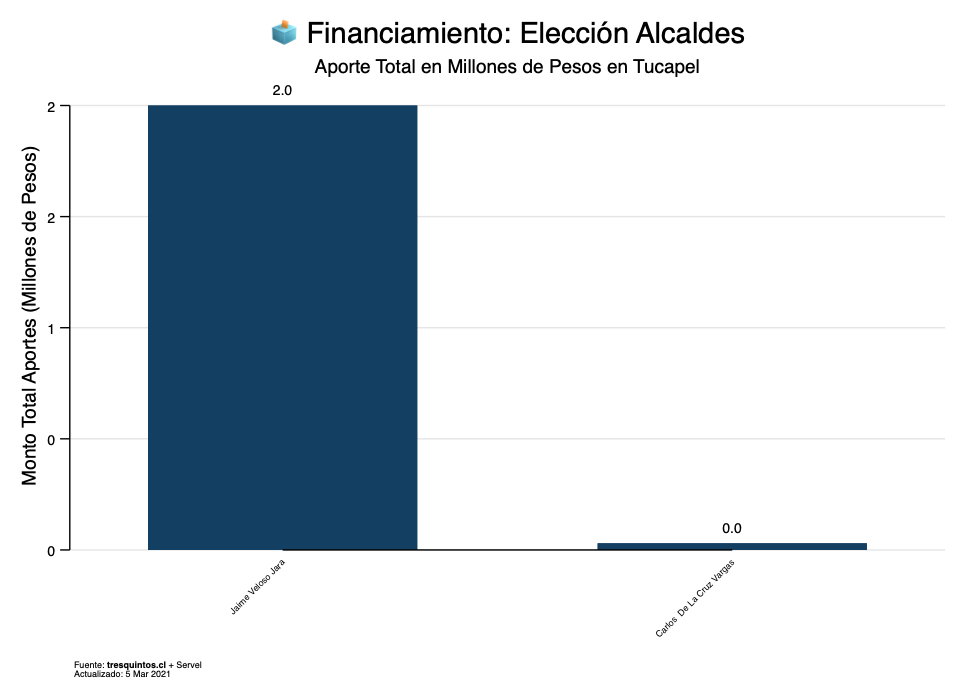 Financiamiento: Elección Alcaldes
Aporte Total en Millones de Pesos en Tucapel
Monto Total Aportes (Millones de Pesos)
2
2
1
0
0
2.0
0.0
Jaime Veloso Jara
Carlos De La Cruz Vargas
Fuente: tresquintos.cl + Servel
Actualizado: 5 Mar 2021